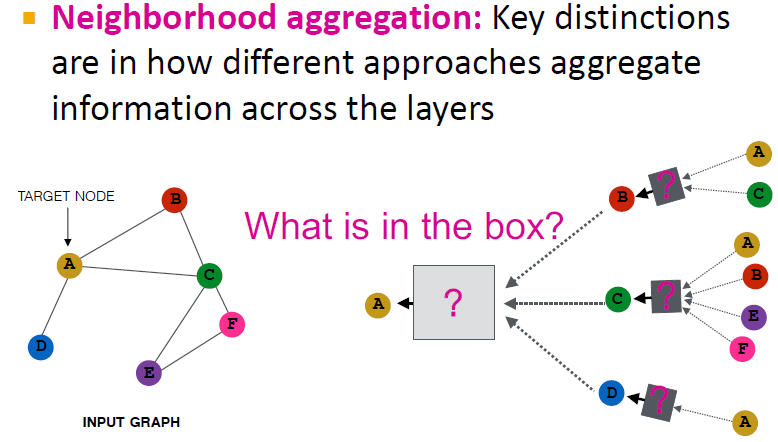 Neighborhood aggregation: Key distinctions
are in how different approaches aggregate
information across the layers
TARGET NODE
B
A
C
F
D
E
INPUT GRAPH
What is in the box?
A
?
B
?
A
C
C
?
A
B
E
F
D
?
A